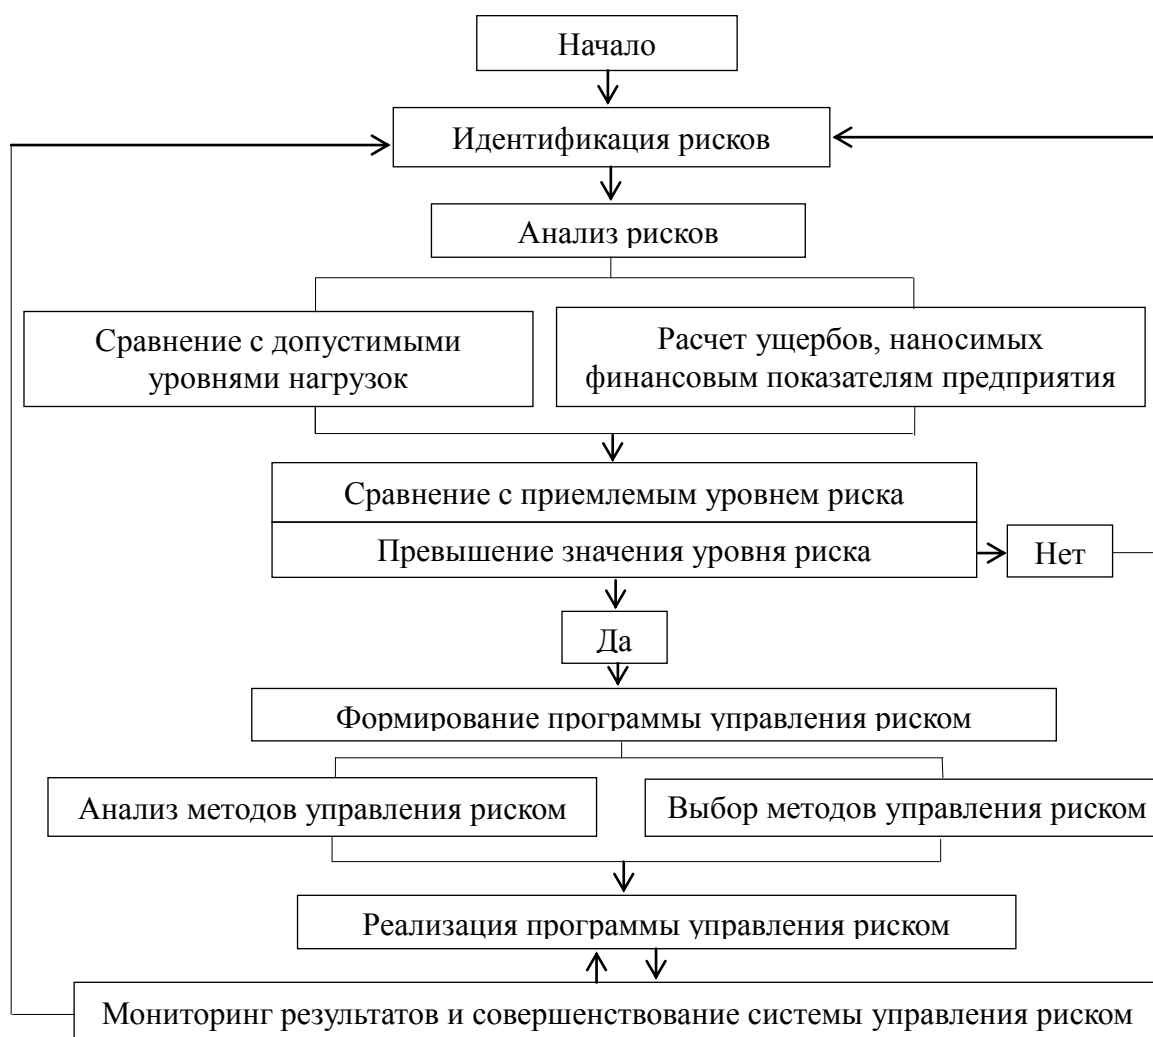 Начало
Идентификация рисков
Анализ рисков
Сравнение с допустимыми
уровнями нагрузок
Расчет ущербов, наносимых
финансовым показателям предприятия
Сравнение с приемлемым уровнем риска
Превышение значения уровня риска
Нет
Да
Формирование программы управления риском
Анализ методов управления риском
Выбор методов управления риском
Реализация программы управления риском
Мониторинг результатов и совершенствование системы управления риском